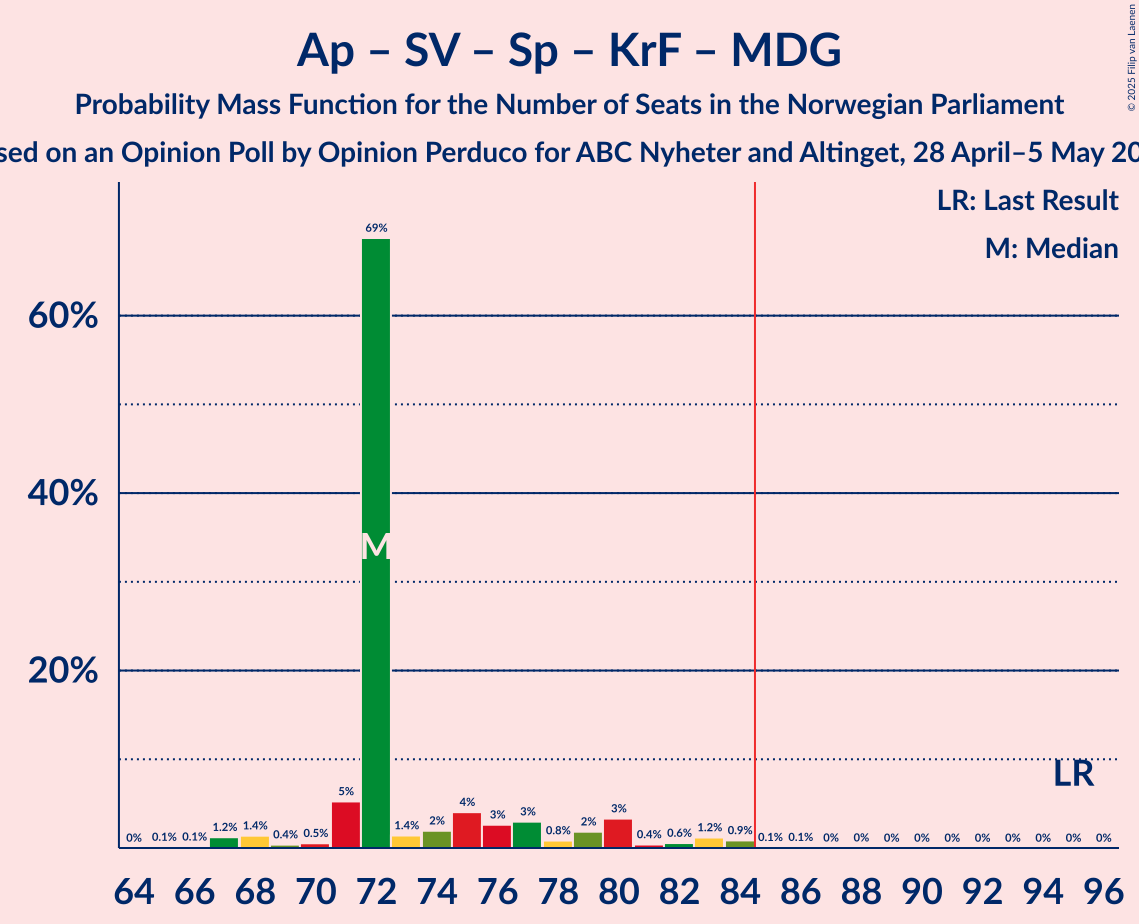 Ap – SV – Sp – KrF – MDG
Probability Mass Function for the Number of Seats in the Norwegian Parliament
sed on an Opinion Poll by Opinion Perduco for ABC Nyheter and Altinget, 28 April–5 May 20
© 2025 Filip van Laenen
LR: Last Result
M: Median
60%
40%
20%
0% 0.1% 0.1% 1.2% 1.4% 0.4% 0.5% 5% 69% 1.4% 2% 4% 3% 3% 0.8% 2% 3% 0.4% 0.6% 1.2% 0.9% 0.1% 0.1% 0% 0% 0% 0% 0% 0% 0% 0% 0% 0%
M
LR
64 66 68 70 72 74 76 78 80 82 84 86 88 90 92 94 96